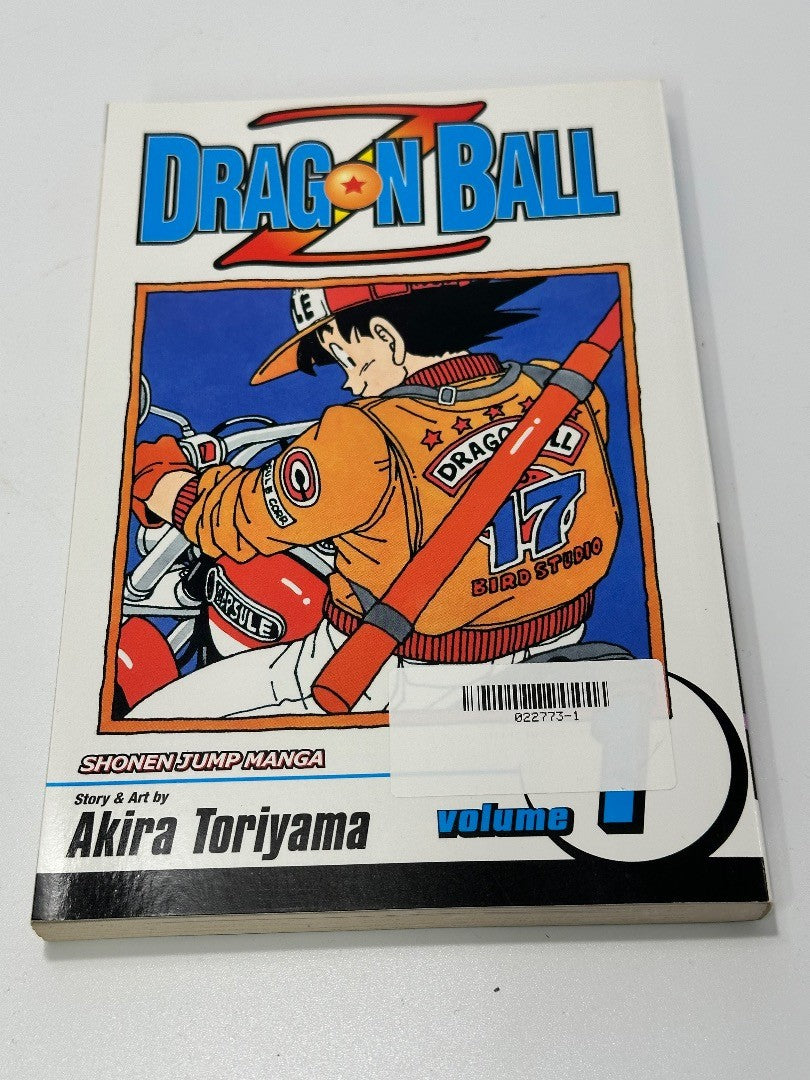 DRAGON BALL
Z
LE
DRAGON BALL
17
BIRD STUDIO
CAPSULE
022773-1
SHONEN JUMP MANGA
Story & Art by
Akira Toriyama
volume 1